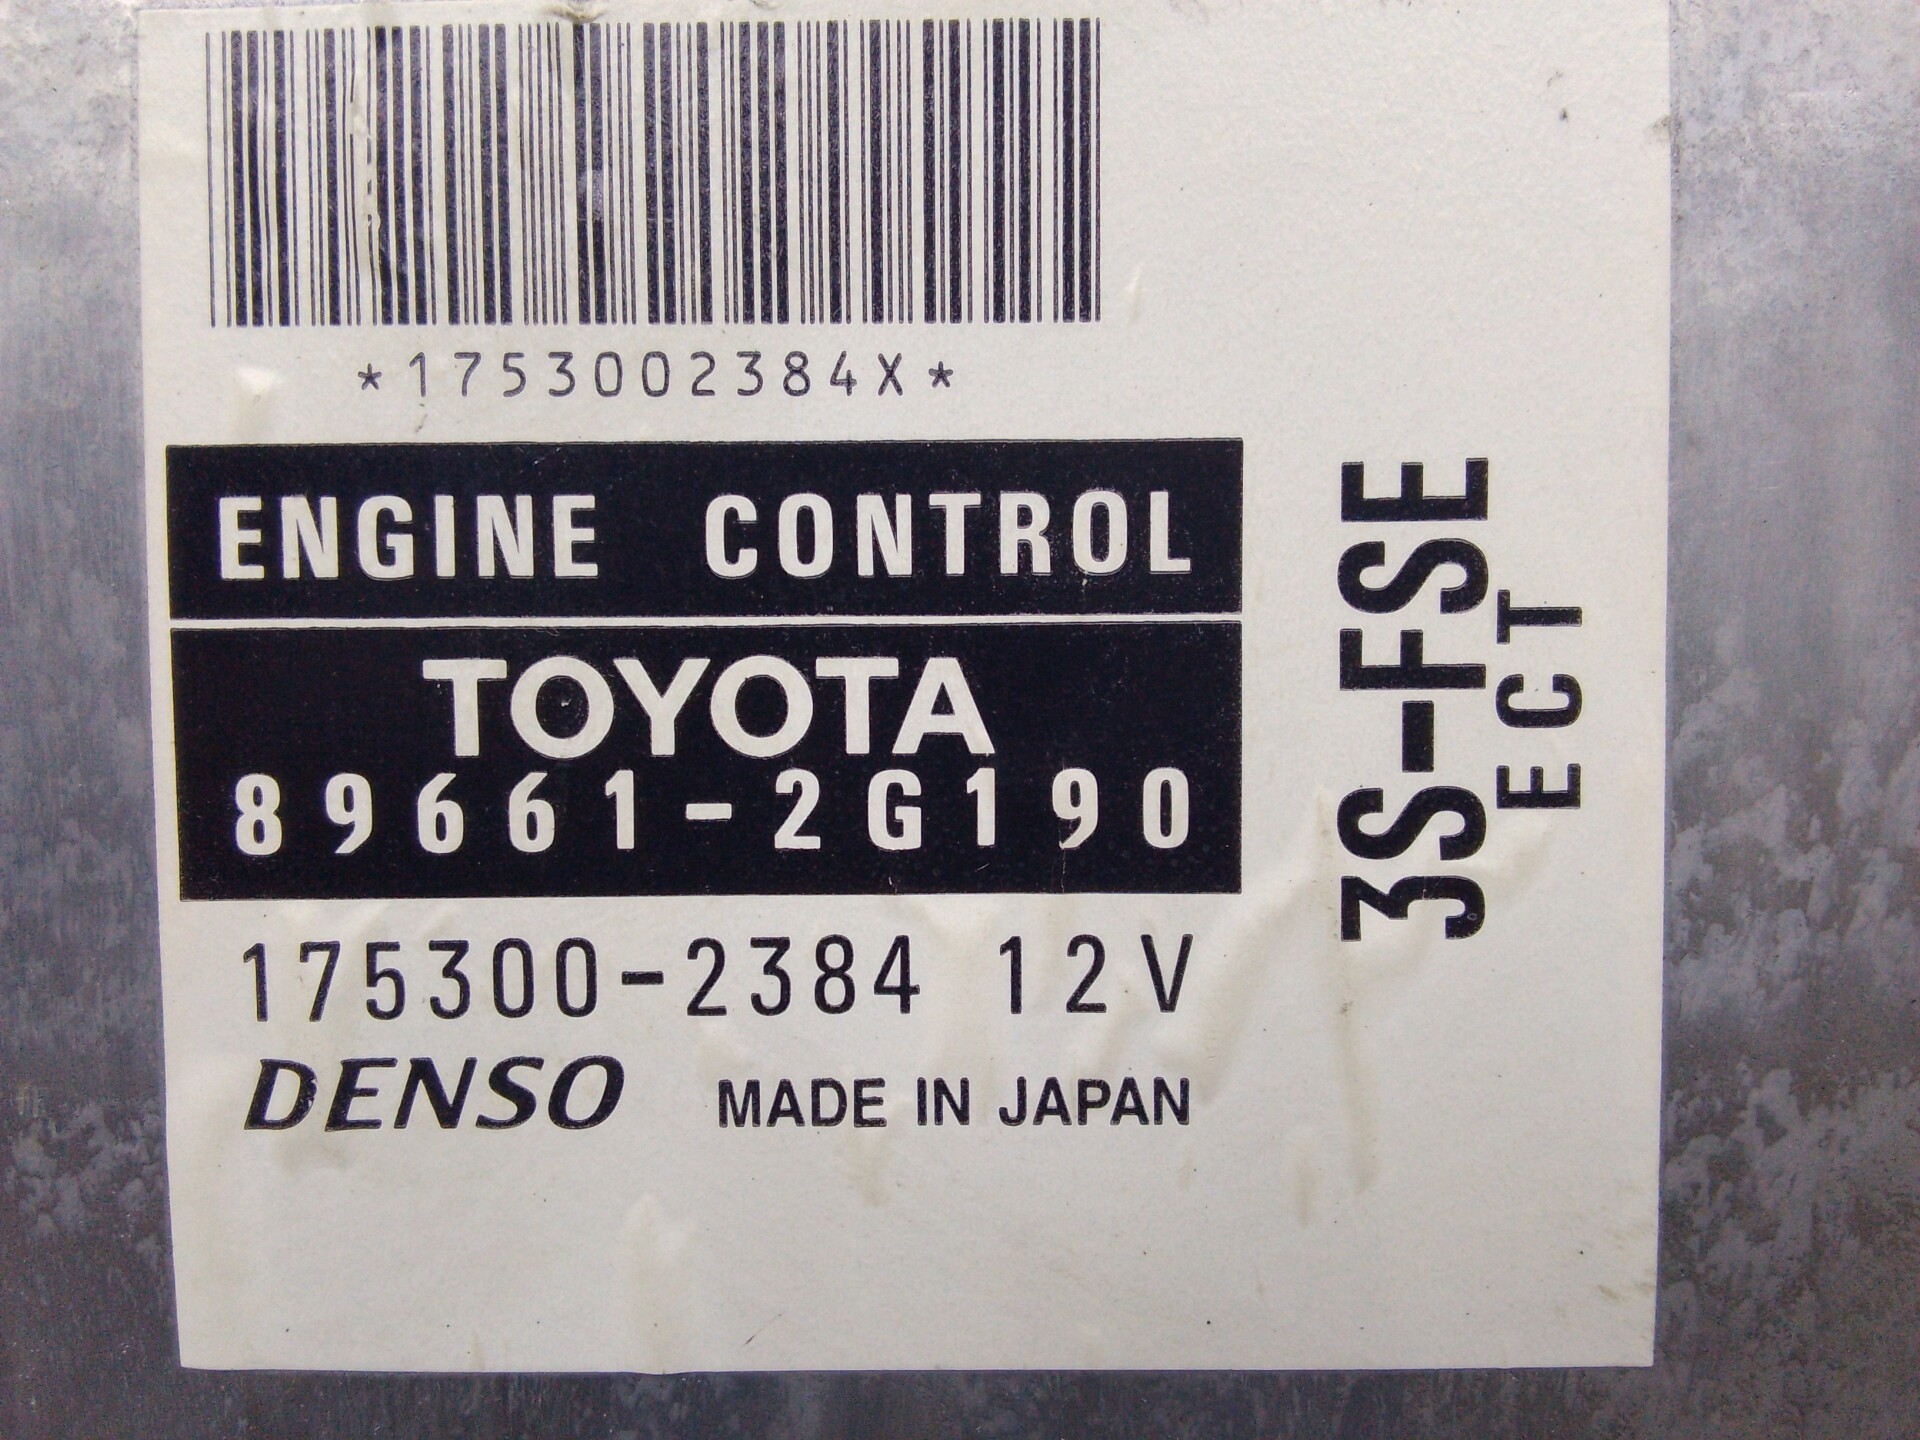 *1753002384X*
ENGINE CONTROL
TOYOTA
89661-2G190
175300-2384 12V
DENSO MADE IN JAPAN
3S-FSE
ECT